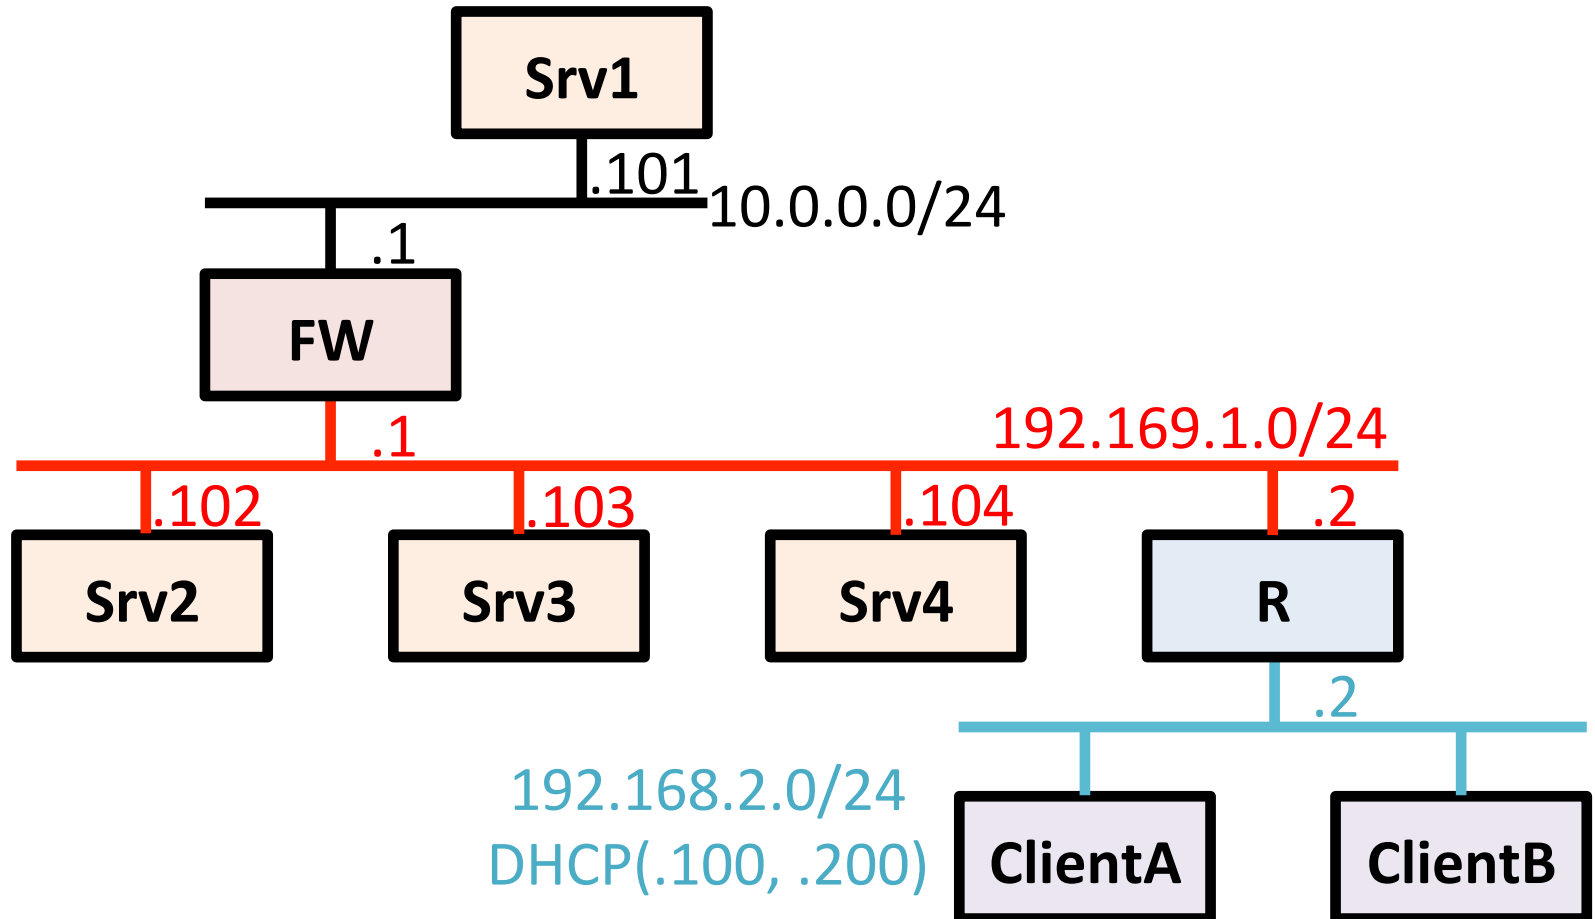 Srv1
.101
10.0.0.0/24
.1
FW
.1
192.169.1.0/24
.102
.103
.104
.2
Srv2
Srv3
Srv4
R
.2
192.168.2.0/24
DHCP(.100, .200)
ClientA
ClientB